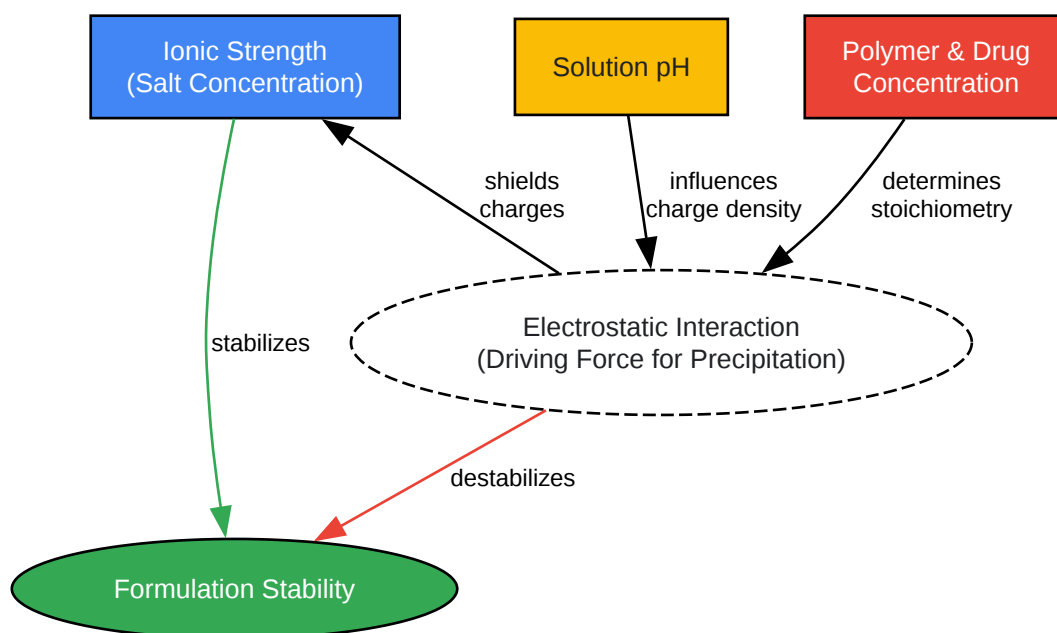 Ionic Strength
(Salt Concentration)
Solution pH
Polymer & Drug
Concentration
shields
charges
influences
charge density
determines
stoichiometry
stabilizes
Electrostatic Interaction
(Driving Force for Precipitation)
destabilizes
Formulation Stability